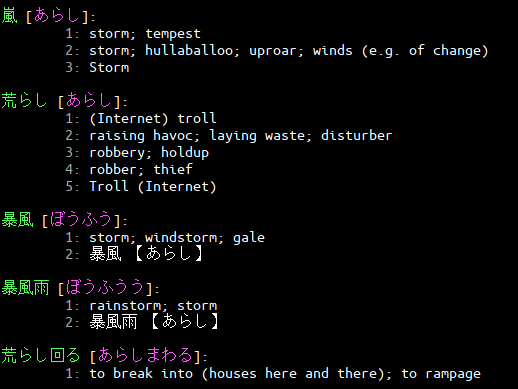 嵐 [あらし]:
1: storm; tempest
2: storm; hullaballoo; uproar; winds (e.g. of change)
3: Storm
荒らし [あらし]:
1: (Internet) troll
2: raising havoc; laying waste; disturber
3: robbery; holdup
4: robber; thief
5: Troll (Internet)
暴風 [ぼうふう]:
1: storm; windstorm; gale
2: 暴風 【あらし】
暴風雨 [ぼうふうう]:
1: rainstorm; storm
2: 暴風雨 【あらし】
荒らし回る [あらしまわる]:
1: to break into (houses here and there); to rampage